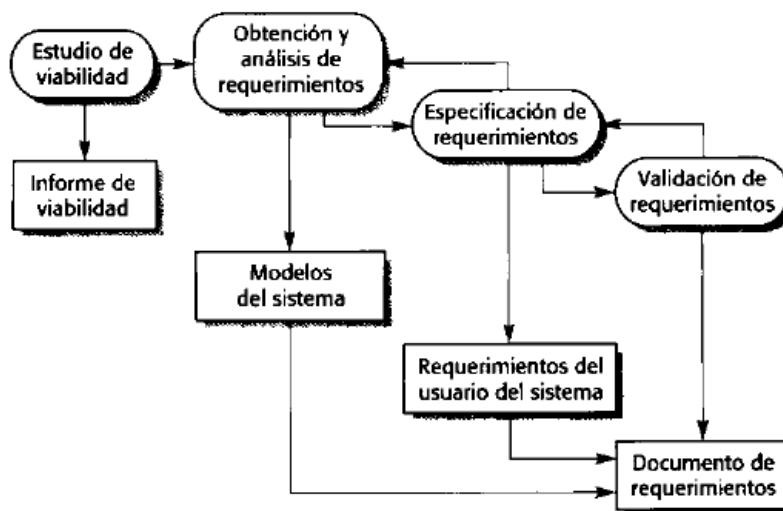 Estudio de
viabilidad
Obtención y
análisis de
requerimientos
Especificación de
requerimientos
Informe de
viabilidad
Validación de
requerimientos
Modelos
del sistema
Requerimientos del
usuario del sistema
Documento de
requerimientos